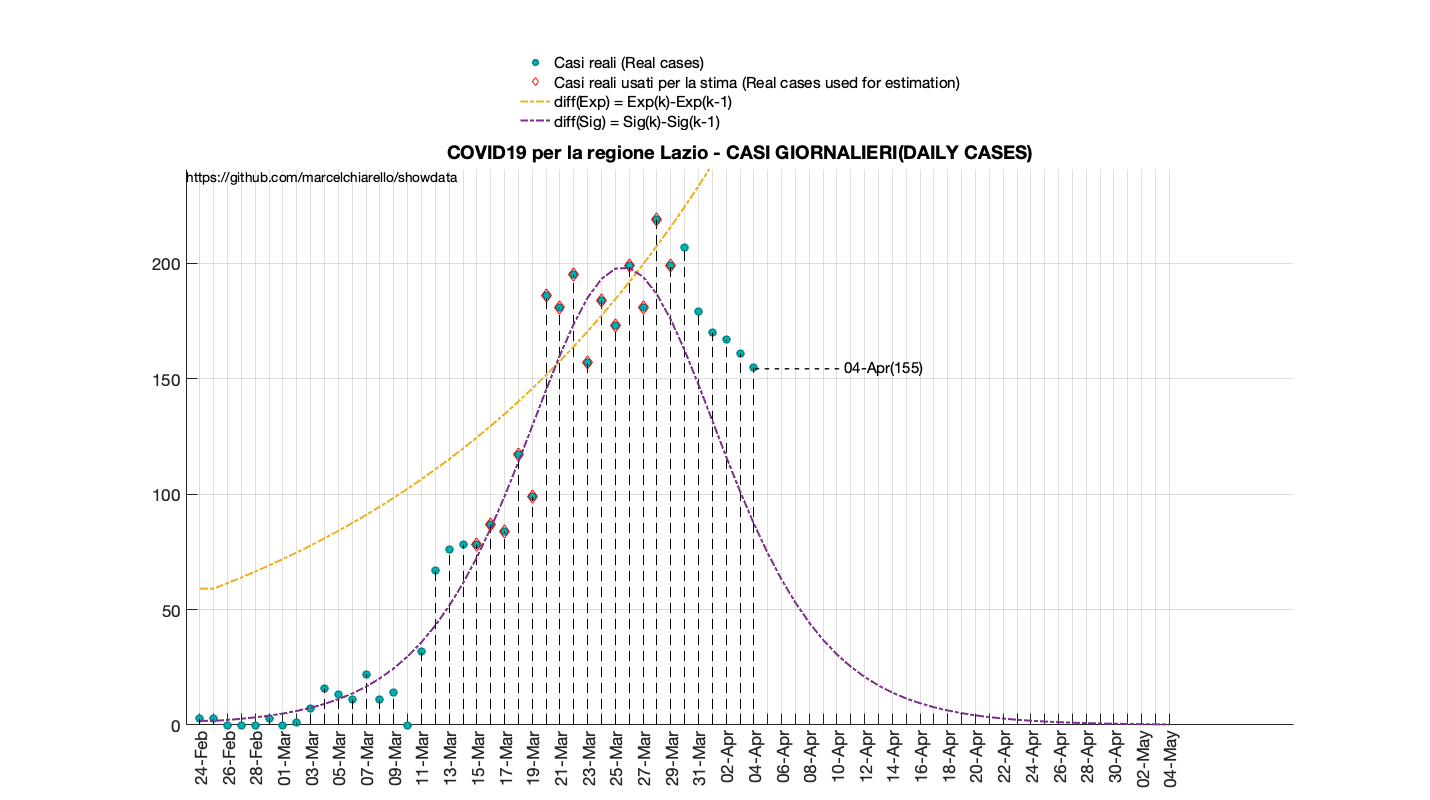 Casi reali (Real cases)
Casi reali usati per la stima (Real cases used for estimation)
diff(Exp) = Exp(k)-Exp(k-1)
diff(Sig) = Sig(k)-Sig(k-1)
COVID19 per la regione Lazio - CASI GIORNALIERI(DAILY CASES)
https://github.com/marcelchiarello/showdata
200
150
04-Apr(155)
100
50
0
24-Feb
26-Feb
28-Feb
01-Mar
03-Mar
05-Mar
07-Mar
09-Mar
11-Mar
13-Mar
15-Mar
17-Mar
19-Mar
21-Mar
23-Mar
25-Mar
27-Mar
29-Mar
31-Mar
02-Apr
04-Apr
06-Apr
08-Apr
10-Apr
12-Apr
14-Apr
16-Apr
18-Apr
20-Apr
22-Apr
24-Apr
26-Apr
28-Apr
30-Apr
02-May
04-May